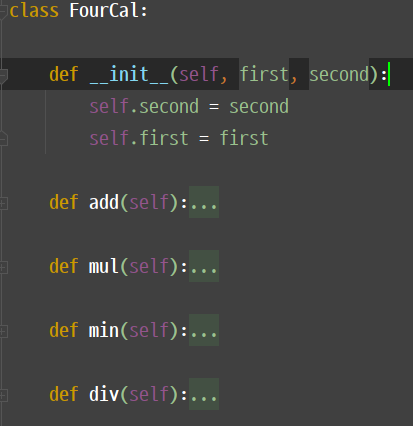 class FourCal:
def __init__(self, first, second):
self.second = second
self.first = first
def add(self):...
def mul(self):...
def min(self):...
def div(self):...